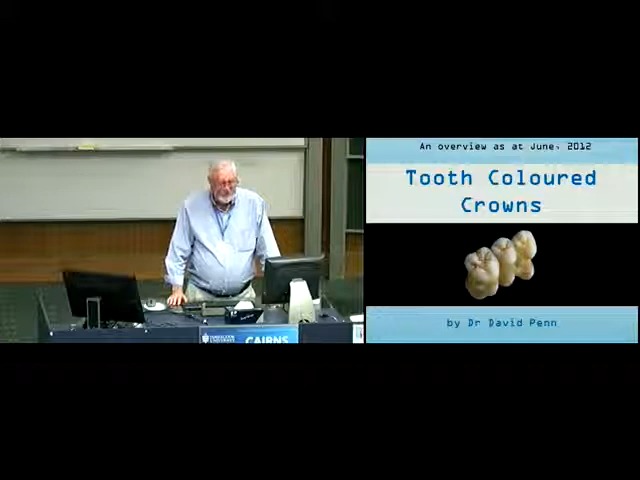 An overview as at June, 2012
Tooth Coloured
Crowns
by Dr David Penn
CAIRNS